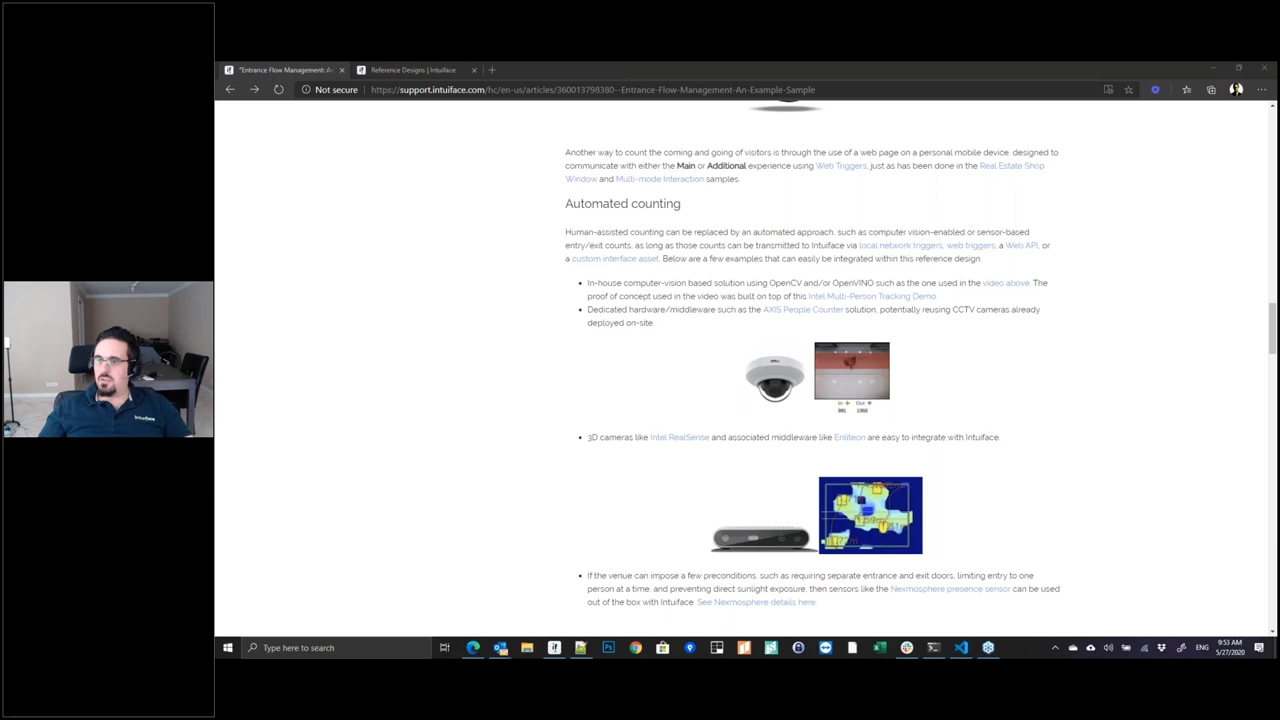 "Entrance Flow Management: An
Reference Designs | Intuiface
Not secure
https://support.intuiface.com/hc/en-us/articles/360013798380--Entrance-Flow-Management-An-Example-Sample
Another way to count the coming and going of visitors is through the use of a web page on a personal mobile device, designed to
communicate with either the Main or Additional experience using Web Triggers, just as has been done in the Real Estate Shop
Window and Multi-mode Interaction samples.
Automated counting
Human-assisted counting can be replaced by an automated approach, such as computer vision-enabled or sensor-based
entry/exit counts, as long as those counts can be transmitted to Intuiface via local network triggers, web triggers, a Web API, or
a custom interface asset. Below are a few examples that can easily be integrated within this reference design:
In-house computer-vision based solution using OpenCV and/or OpenVINO such as the one used in the video above. The
proof of concept used in the video was built on top of this Intel Multi-Person Tracking Demo.
Dedicated hardware/middleware such as the AXIS People Counter solution, potentially reusing CCTV cameras already
deployed on-site.
In
Out
991
1068
3D cameras like Intel RealSense and associated middleware like Enliteon are easy to integrate with Intuiface.
If the venue can impose a few preconditions, such as requiring separate entrance and exit doors, limiting entry to one
person at a time, and preventing direct sunlight exposure, then sensors like the Nexmosphere presence sensor can be used
out of the box with Intuiface. See Nexmosphere details here.
intuiface
Type here to search
ENG
9:53 AM
5/27/2020